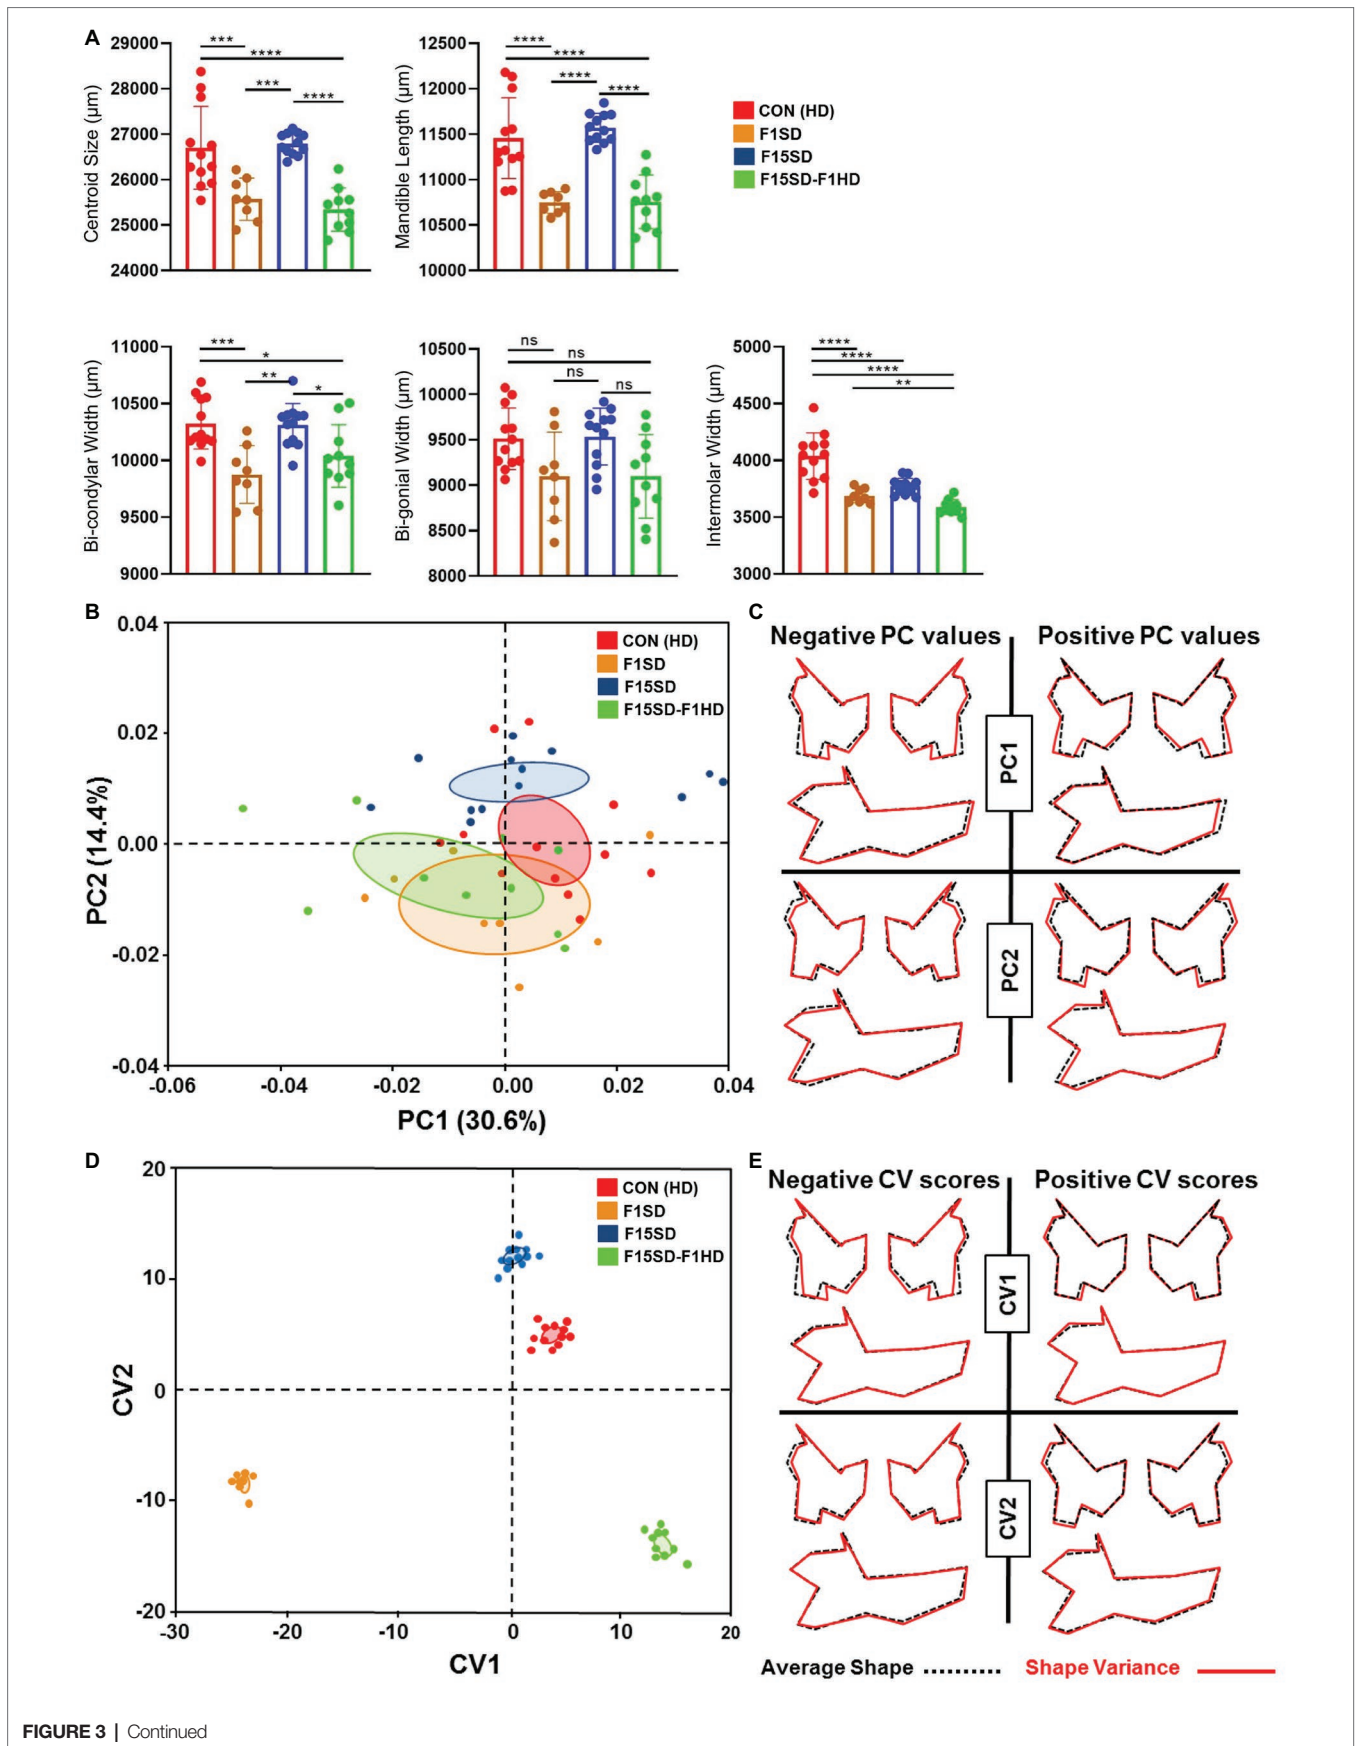 A
Centroid Size (µm)
29000
28000
27000
26000
25000
24000
***
****
***
****
Mandible Length (µm)
12500
12000
11500
11000
10500
10000
****
****
****
****
CON (HD)
F1SD
F15SD
F15SD-F1HD
Bi-condylar Width (µm)
11000
10500
10000
9500
9000
***
*
**
*
Bi-gonial Width (µm)
10500
10000
9500
9000
8500
8000
ns
ns
ns
ns
Intermolar Width (µm)
5000
4500
4000
3500
3000
****
****
****
**
B
PC2 (14.4%)
0.04
0.02
0.00
-0.02
-0.04
-0.06 -0.04 -0.02 0.00 0.02 0.04
PC1 (30.6%)
CON (HD)
F1SD
F15SD
F15SD-F1HD
C
Negative PC values Positive PC values
PC1
PC2
D
CV2
20
10
0
-10
-20
-30 -20 -10 0 10 20
CV1
CON (HD)
F1SD
F15SD
F15SD-F1HD
E
Negative CV scores Positive CV scores
CV1
CV2
Average Shape Shape Variance
FIGURE 3 | Continued